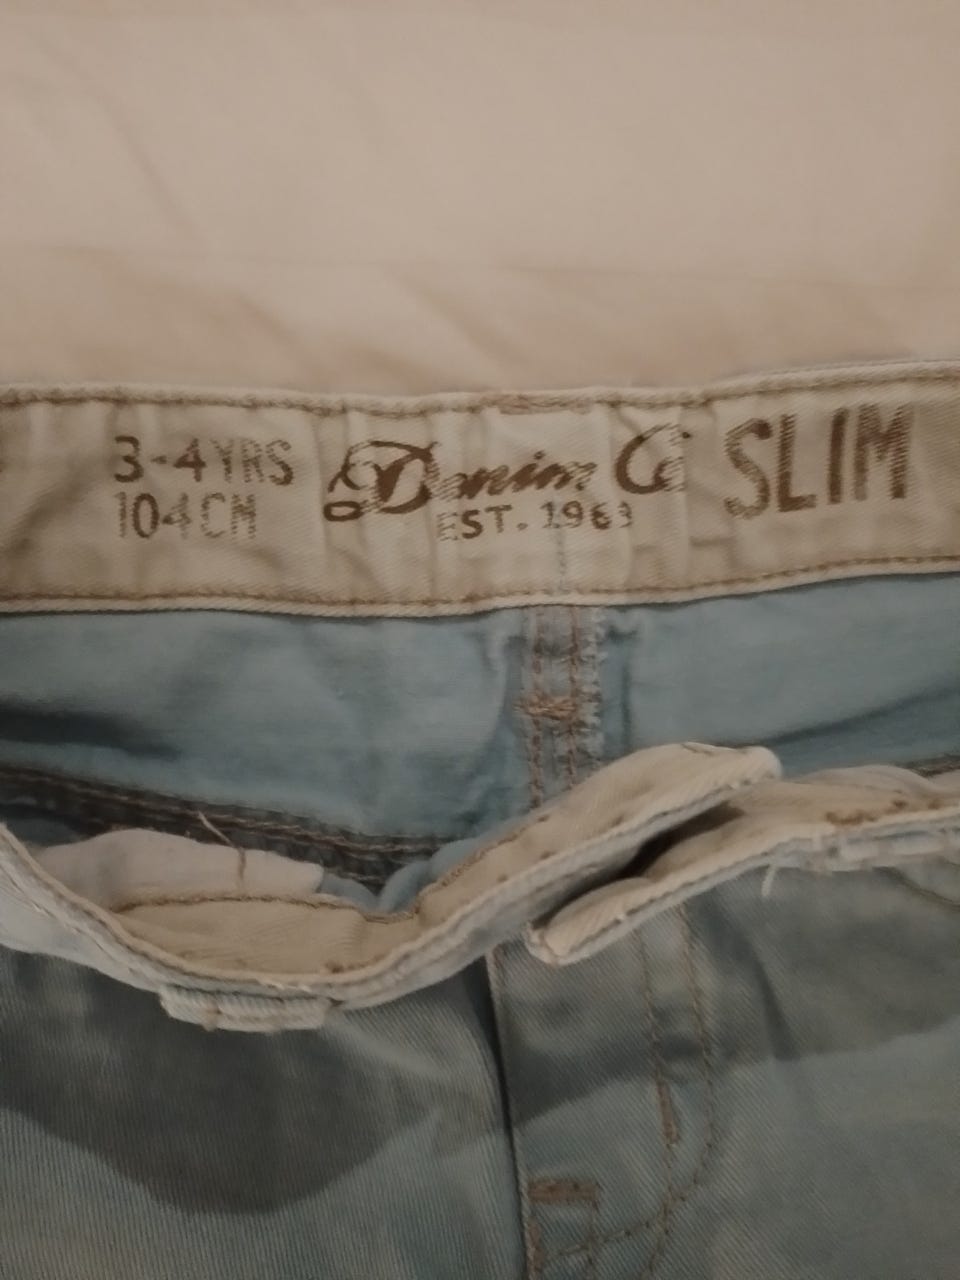 3-4YRS
104CM
Denim Co
EST. 1969
SLIM